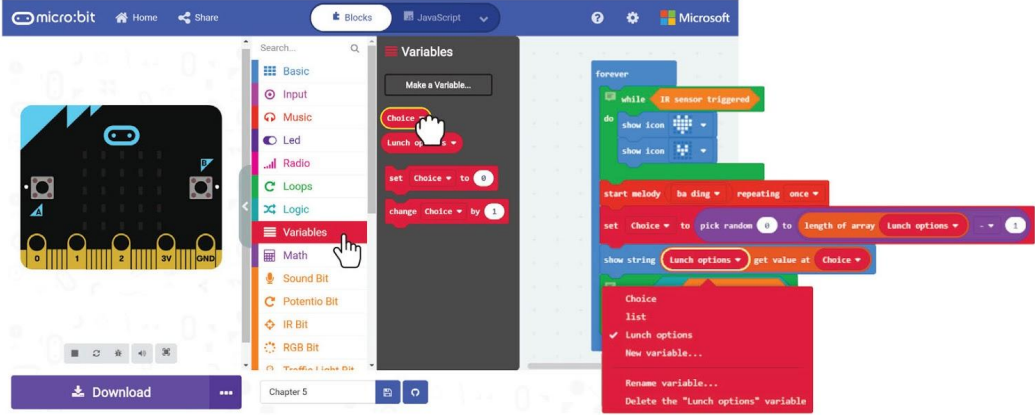 micro:bit Home Share Blocks JavaScript Microsoft
Search...
Basic
Input
Music
Led
Radio
Loops
Logic
Variables
Math
Sound Bit
Potentio Bit
IR Bit
RGB Bit
Traffic Light Bit
Variables
Make a Variable...
Choice
Lunch options
set Choice to 0
change Choice by 1
A
B
0 1 2 3V GND
Download
Chapter 5
forever
while IR sensor triggered
do show icon
show icon
start melody ba ding repeating once
set Choice to pick random 0 to length of array Lunch options - 1
show string Lunch options get value at Choice
Choice
list
Lunch options
New variable...
Rename variable...
Delete the "Lunch options" variable